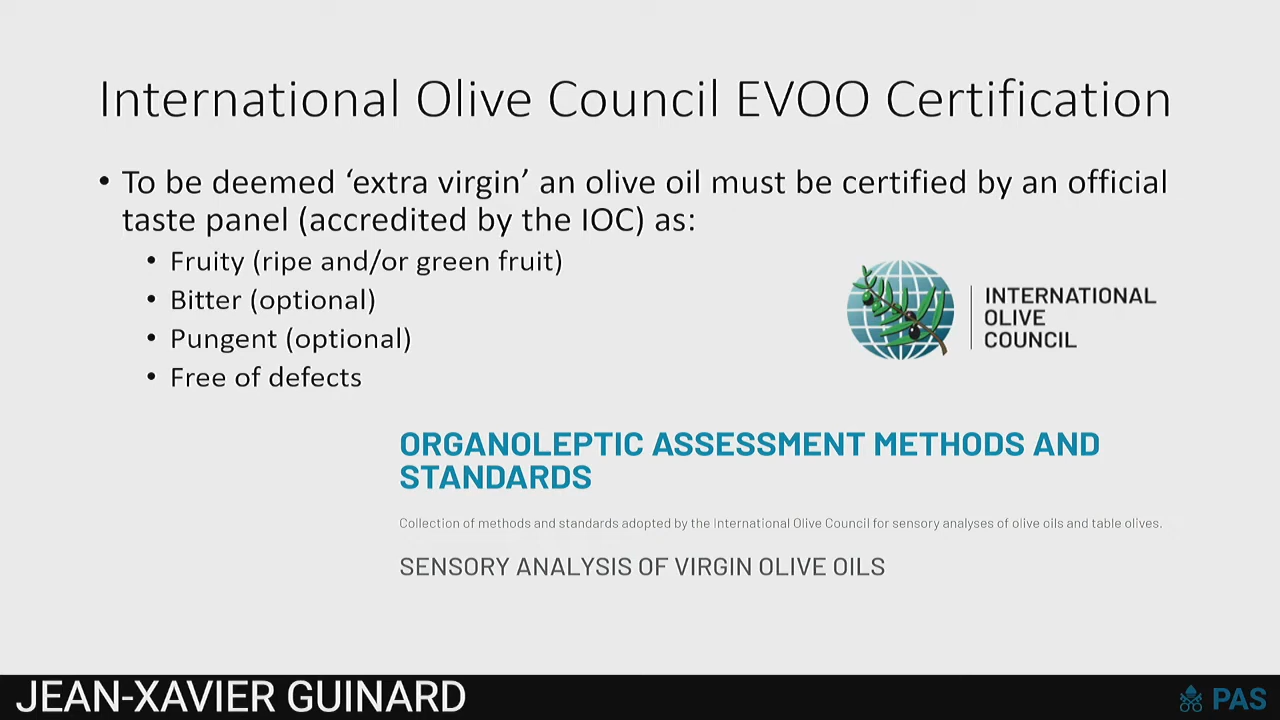 International Olive Council EVOO Certification
• To be deemed ‘extra virgin’ an olive oil must be certified by an official
taste panel (accredited by the IOC) as:
• Fruity (ripe and/or green fruit)
• Bitter (optional)
• Pungent (optional)
• Free of defects
INTERNATIONAL
OLIVE
COUNCIL
ORGANOLEPTIC ASSESSMENT METHODS AND
STANDARDS
Collection of methods and standards adopted by the International Olive Council for sensory analyses of olive oils and table olives.
SENSORY ANALYSIS OF VIRGIN OLIVE OILS
JEAN-XAVIER GUINARD
PAS